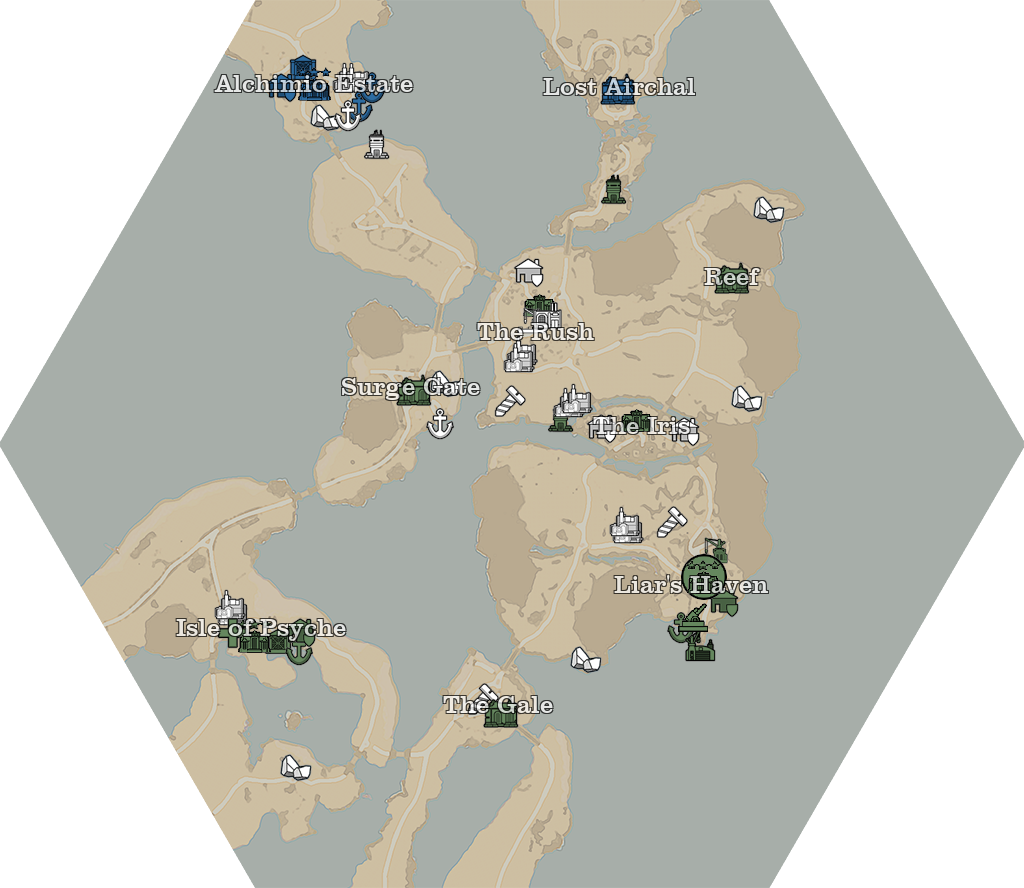 Alchimio Estate
Lost Airchal
Reef
The Rush
Surge Gate
The Iris
Liar's Haven
Isle of Psyche
The Gale